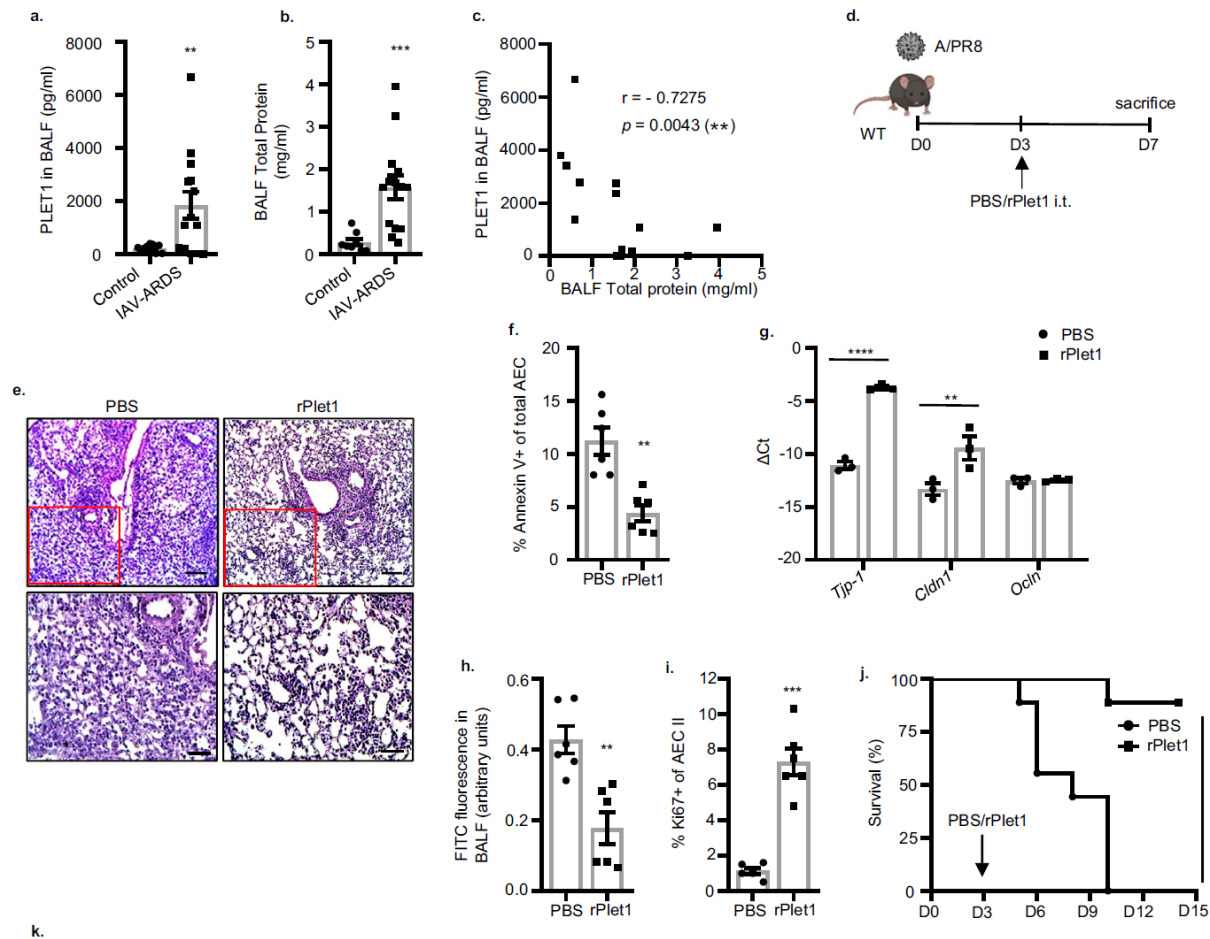 a.
8000
6000
4000
2000
0
PLET1 in BALF (pg/ml)
**
Control
IAV-ARDS
b.
5
4
3
2
1
0
BALF Total Protein
(mg/ml)
***
Control
IAV-ARDS
c.
8000
6000
4000
2000
0
PLET1 in BALF (pg/ml)
r = - 0.7275
p = 0.0043 (**)
0 1 2 3 4 5
BALF Total protein (mg/ml)
d.
A/PR8
WT
sacrifice
D0 D3 D7
PBS/rPlet1 i.t.
e.
PBS rPlet1
f.
20
15
10
5
0
% Annexin V+ of total AEC
**
PBS rPlet1
g.
PBS
rPlet1
0
-5
-10
-15
-20
ΔCt
****
**
Tjp-1
Cldn1
Ocln
h.
0.6
0.4
0.2
0.0
FITC fluorescence in
BALF (arbitrary units)
**
PBS rPlet1
i.
12
10
8
6
4
2
0
% Ki67+ of AEC II
***
PBS rPlet1
j.
100
75
50
25
0
Survival (%)
PBS
rPlet1
PBS/rPlet1
D0 D3 D6 D9 D12 D15
k.